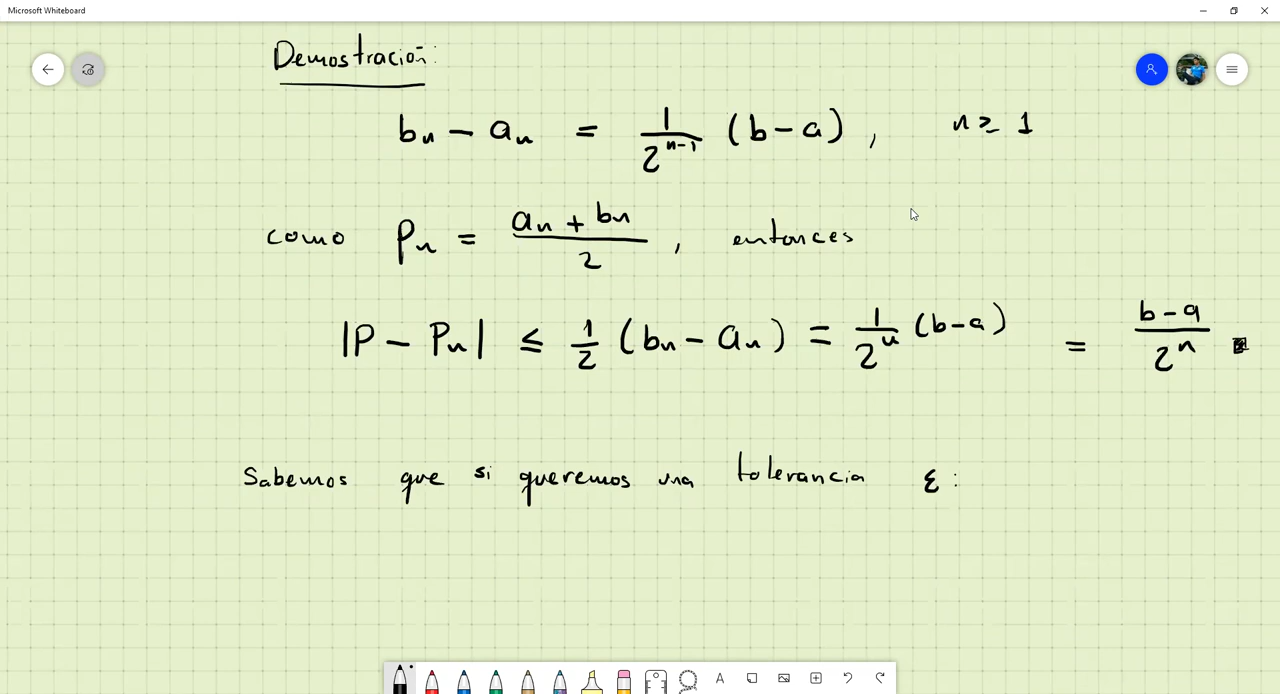 Microsoft Whiteboard
Demostración:
bn - an = 1/2^(n-1) (b - a), n ≥ 1
como Pn = (an + bn)/2, entonces
|P - Pn| ≤ 1/2 (bn - an) = 1/2^n (b - a) = (b - a)/2^n ■
Sabemos que si queremos una tolerancia ε:
A